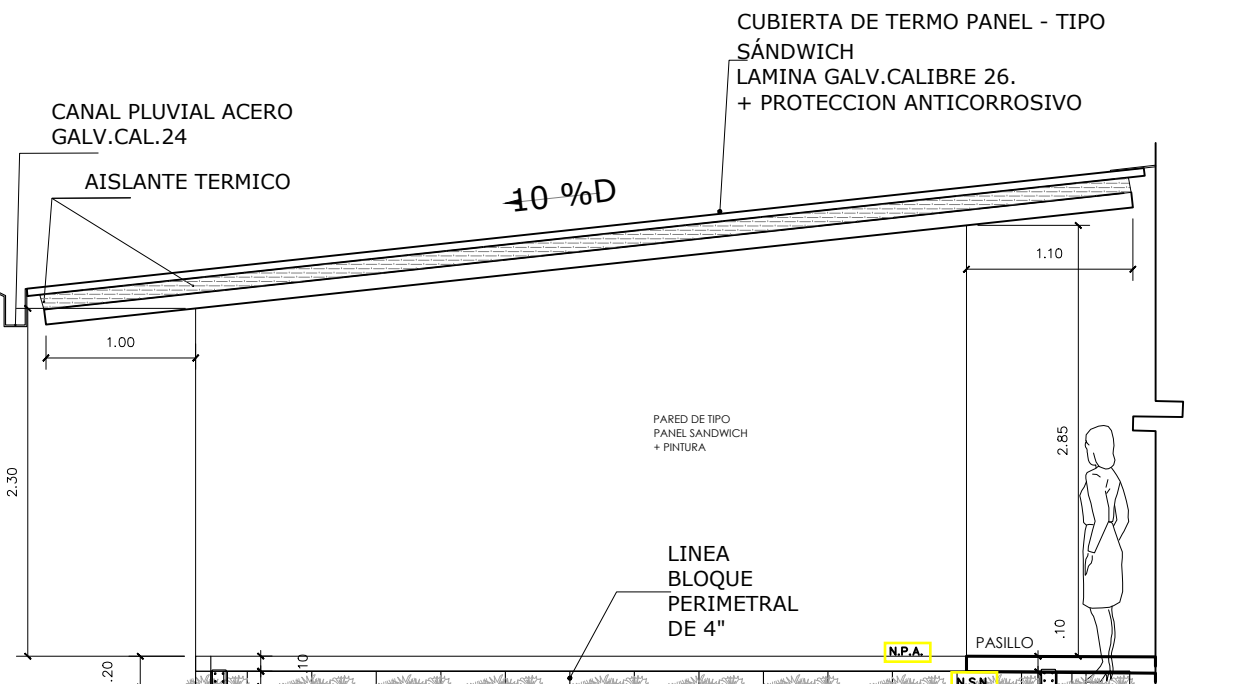 CUBIERTA DE TERMO PANEL - TIPO
SÁNDWICH
LAMINA GALV.CALIBRE 26.
+ PROTECCION ANTICORROSIVO
CANAL PLUVIAL ACERO
GALV.CAL.24
AISLANTE TERMICO
10 %D
1.10
1.00
PARED DE TIPO
PANEL SANDWICH
+ PINTURA
2.85
2.30
LINEA
BLOQUE
PERIMETRAL
DE 4"
.10
PASILLO
N.P.A.
.10
.20
N.S.N.